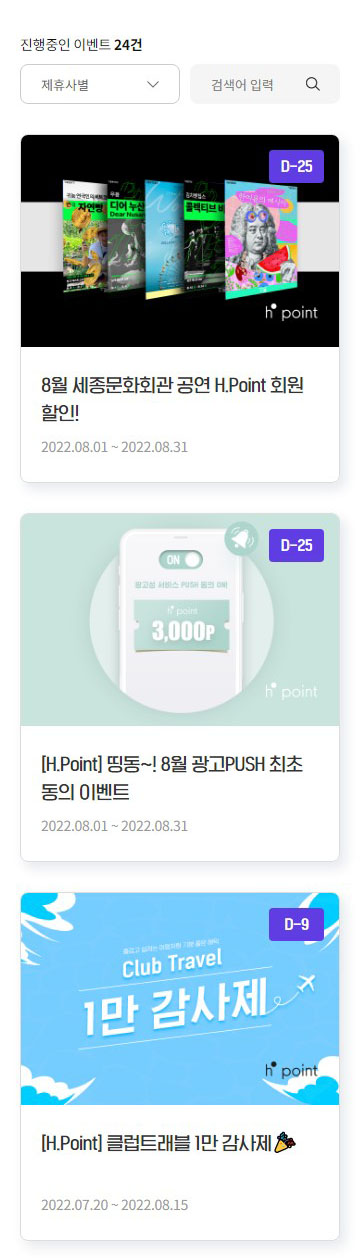 진행중인 이벤트 24건
제휴사별
검색어 입력
D-25
자연빵
디어 누산
Dear Nusan
콜렉티브
h point
8월 세종문화회관 공연 H.Point 회원
할인!
2022.08.01 ~ 2022.08.31
D-25
ON
광고성 서비스 PUSH 동의 ON!
h point
3,000P
h point
[H.Point] 띵동~! 8월 광고PUSH 최초
동의 이벤트
2022.08.01 ~ 2022.08.31
D-9
Club Travel
1만 감사제
h point
[H.Point] 클럽트래블 1만 감사제🎉
2022.07.20 ~ 2022.08.15